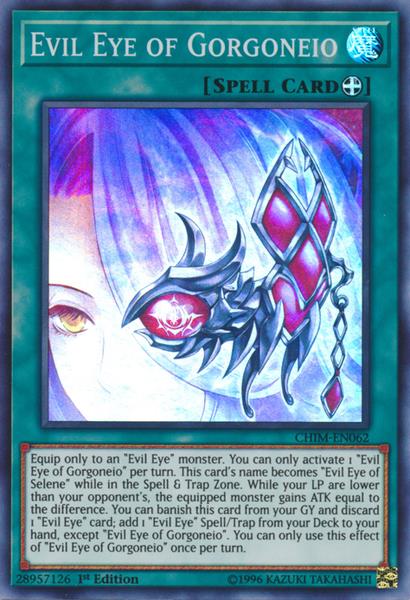 EVIL EYE OF GORGONEIO
魔
[SPELL CARD]
CHIM-EN062
Equip only to an "Evil Eye" monster. You can only activate 1 "Evil
Eye of Gorgoneio" per turn. This card's name becomes "Evil Eye of
Selene" while in the Spell & Trap Zone. While your LP are
lower than your opponent's, the equipped monster gains ATK equal to
the difference. You can banish this card from your GY and discard
1 "Evil Eye" card; add 1 "Evil Eye" Spell/Trap from your Deck to your
hand, except "Evil Eye of Gorgoneio". You can only use this effect
of "Evil Eye of Gorgoneio" once per turn.
28957126 1st Edition ©1996 KAZUKI TAKAHASHI